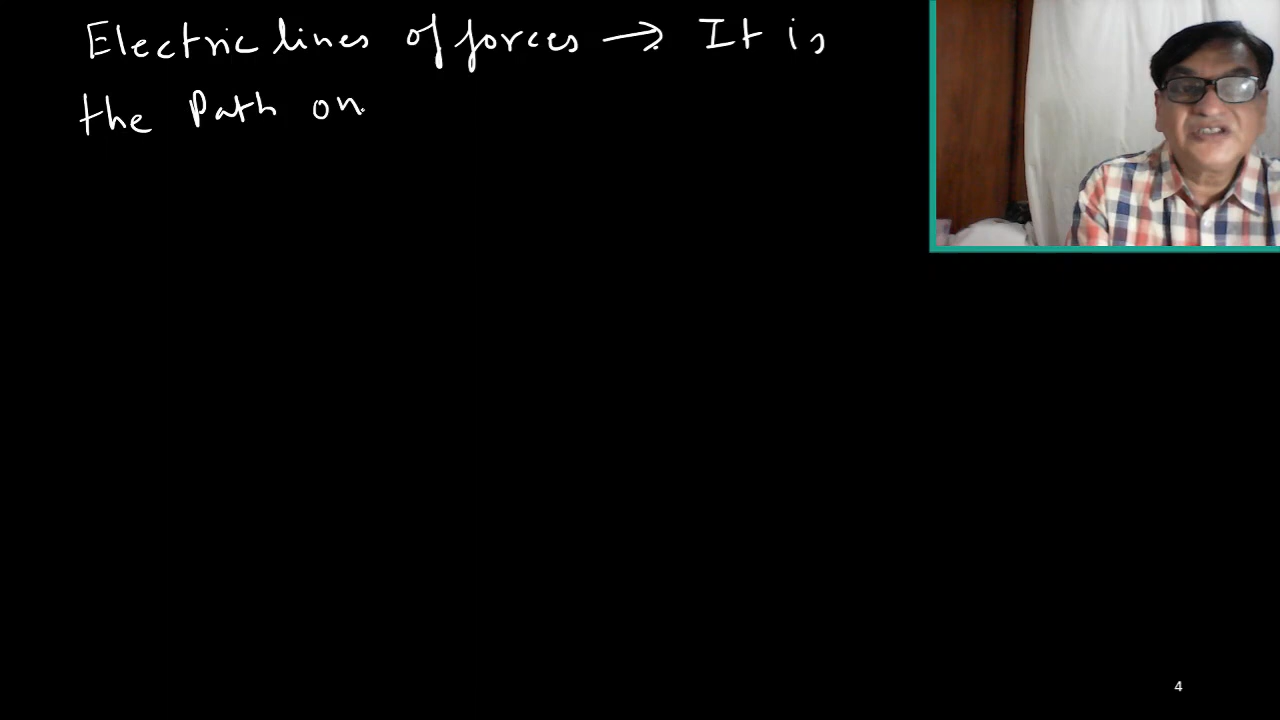 Electric lines of forces → It is
the Path on
4